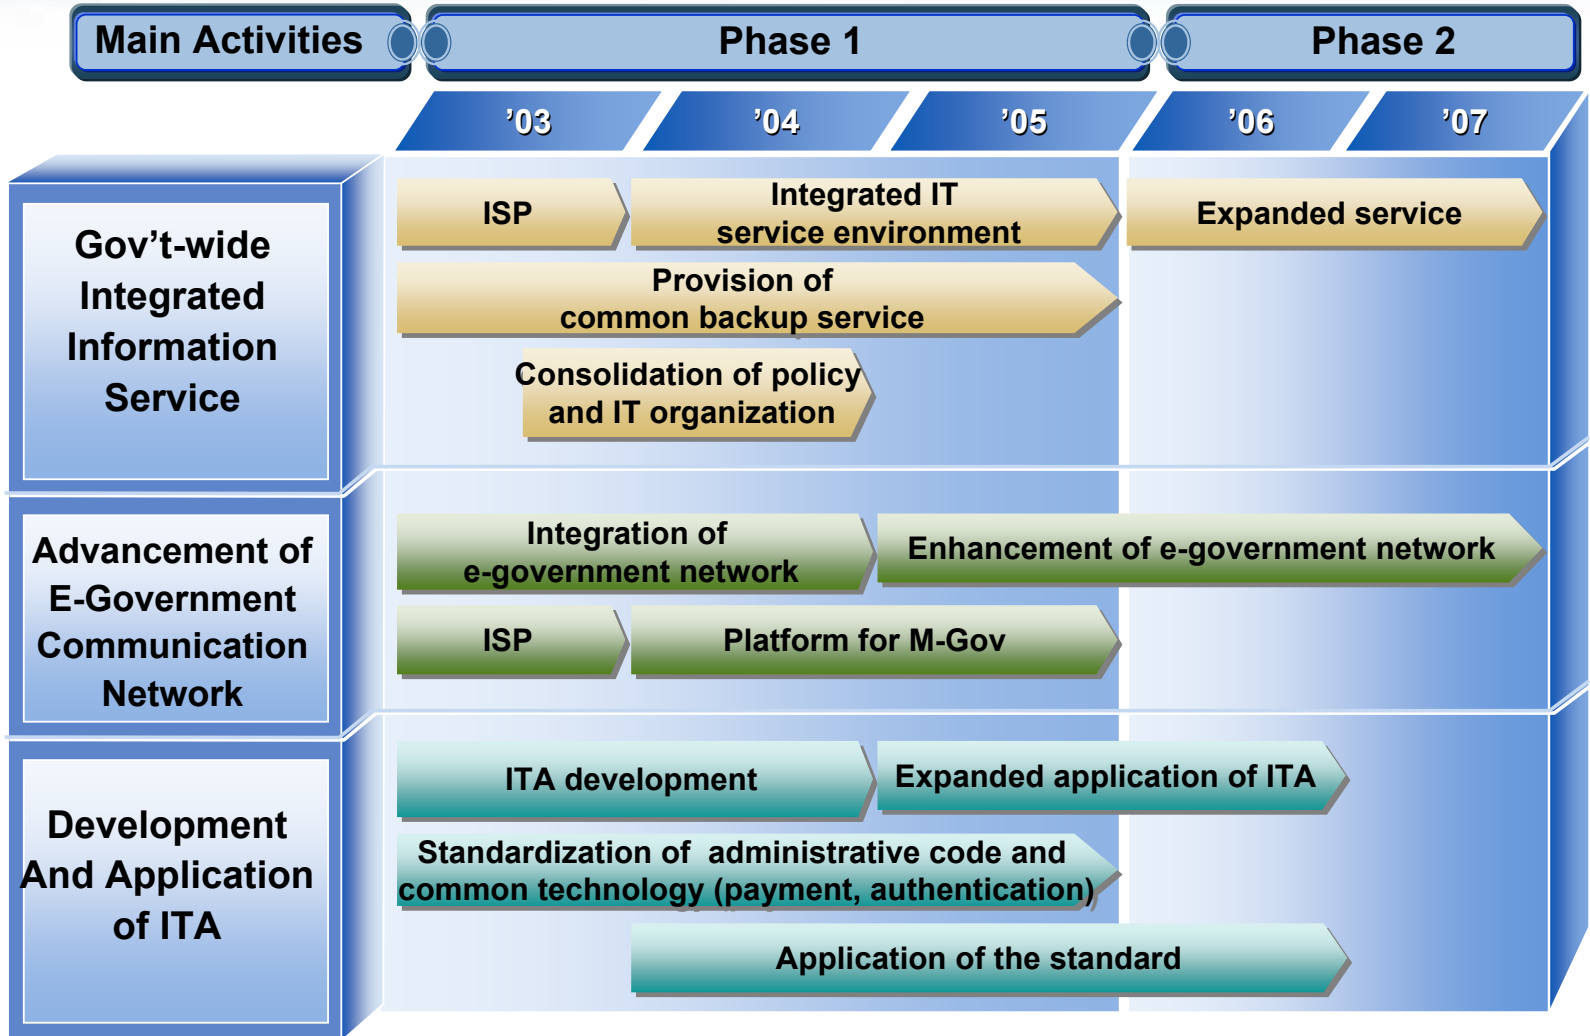 Main Activities
Phase 1
Phase 2
’03
’04
’05
’06
’07
Gov’t-wide
Integrated
Information
Service
ISP
Integrated IT
service environment
Expanded service
Provision of
common backup service
Consolidation of policy
and IT organization
Advancement of
E-Government
Communication
Network
Integration of
e-government network
Enhancement of e-government network
ISP
Platform for M-Gov
Development
And Application
of ITA
ITA development
Expanded application of ITA
Standardization of administrative code and
common technology (payment, authentication)
Application of the standard